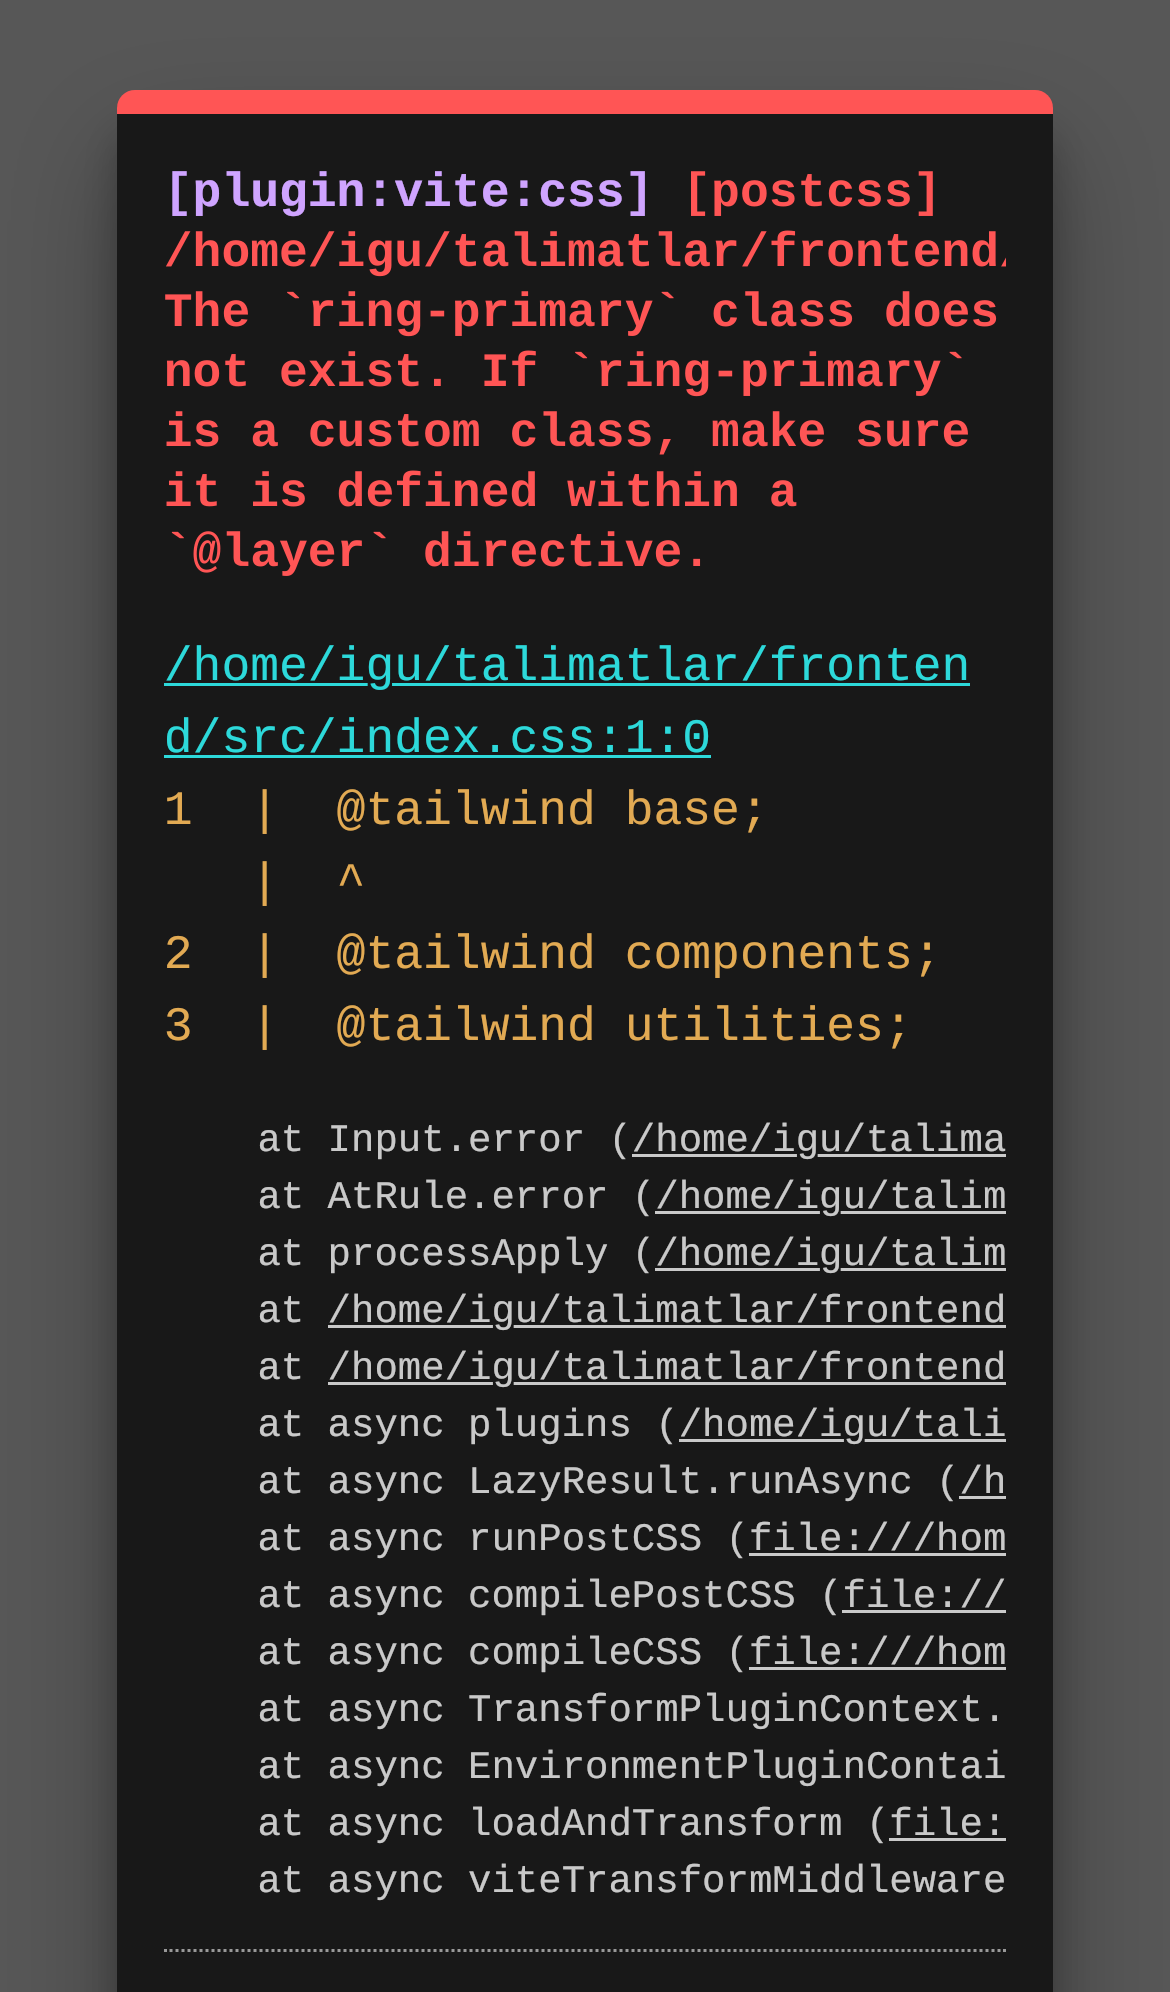 [plugin:vite:css] [postcss]
/home/igu/talimatlar/frontend/
The `ring-primary` class does
not exist. If `ring-primary`
is a custom class, make sure
it is defined within a
`@layer` directive.
/home/igu/talimatlar/fronten
d/src/index.css:1:0
1  |  @tailwind base;
   |  ^
2  |  @tailwind components;
3  |  @tailwind utilities;
    at Input.error (/home/igu/talima
    at AtRule.error (/home/igu/talim
    at processApply (/home/igu/talim
    at /home/igu/talimatlar/frontend
    at /home/igu/talimatlar/frontend
    at async plugins (/home/igu/tali
    at async LazyResult.runAsync (/h
    at async runPostCSS (file:///hom
    at async compilePostCSS (file://
    at async compileCSS (file:///hom
    at async TransformPluginContext.
    at async EnvironmentPluginContai
    at async loadAndTransform (file:
    at async viteTransformMiddleware